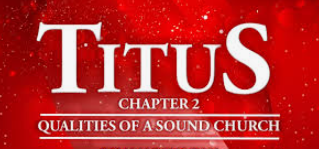 TITUS
CHAPTER 2
QUALITIES OF A SOUND CHURCH